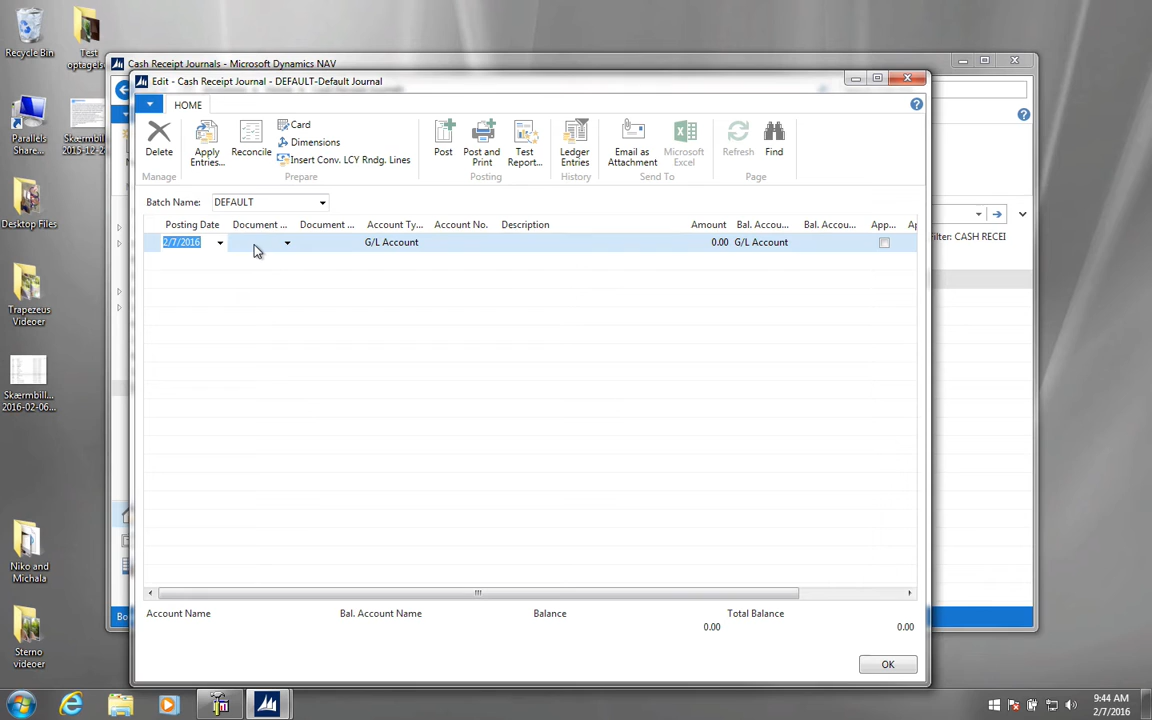 Recycle Bin
Test
optagels
Parallels
Share...
Skærmbill
2015-12-2
Desktop Files
Trapezeus
Videoer
Skærmbill...
2016-02-06...
Niko and
Michala
Sterno
videoer
Cash Receipt Journals - Microsoft Dynamics NAV
Edit - Cash Receipt Journal - DEFAULT-Default Journal
HOME
Delete
Apply
Entries...
Reconcile
Card
Dimensions
Insert Conv. LCY Rndg. Lines
Post
Post and
Print
Test
Report...
Ledger
Entries
Email as
Attachment
Microsoft
Excel
Refresh
Find
Manage
Prepare
Posting
History
Send To
Page
Batch Name: DEFAULT
Posting Date Document ... Document ... Account Ty... Account No. Description Amount Bal. Accou... Bal. Accou... App... Ap
2/7/2016 G/L Account 0.00 G/L Account
Filter: CASH RECEI
Account Name Bal. Account Name Balance Total Balance
0.00 0.00
OK
9:44 AM
2/7/2016